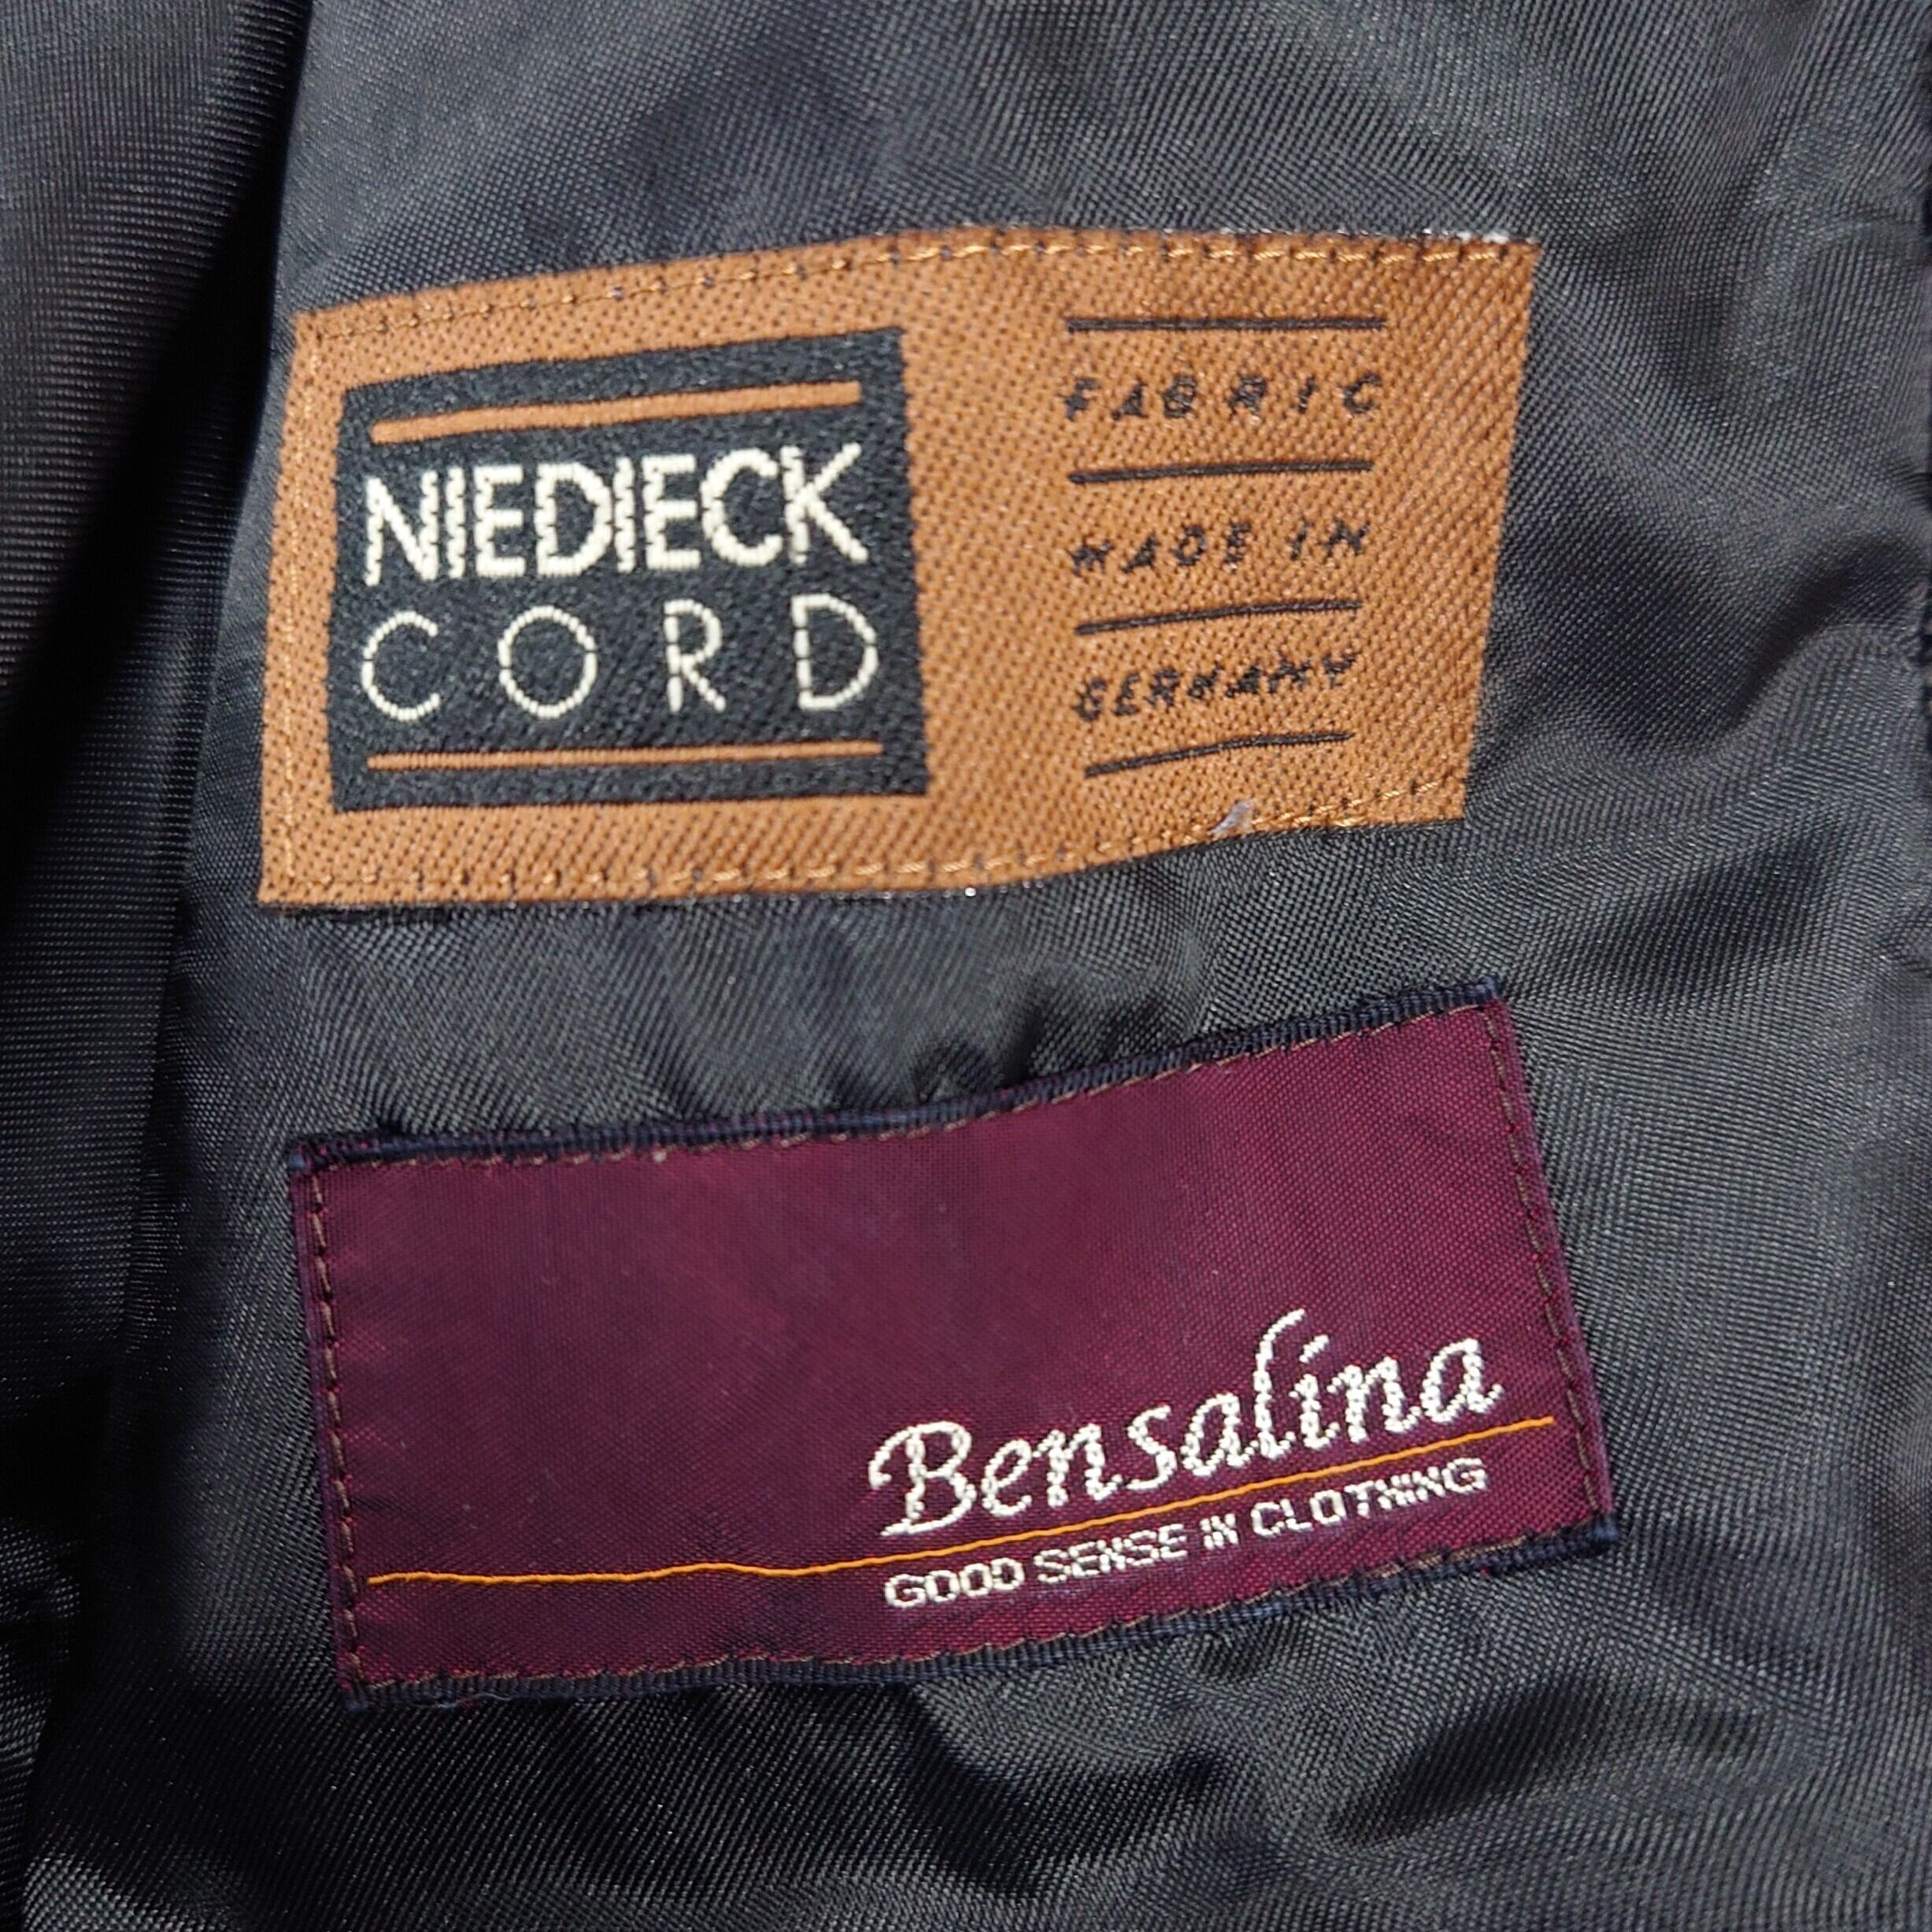 NIEDIECK
CORD
FABRIC
MADE IN
GERMANY
Bensalina
GOOD SENSE IN CLOTHING